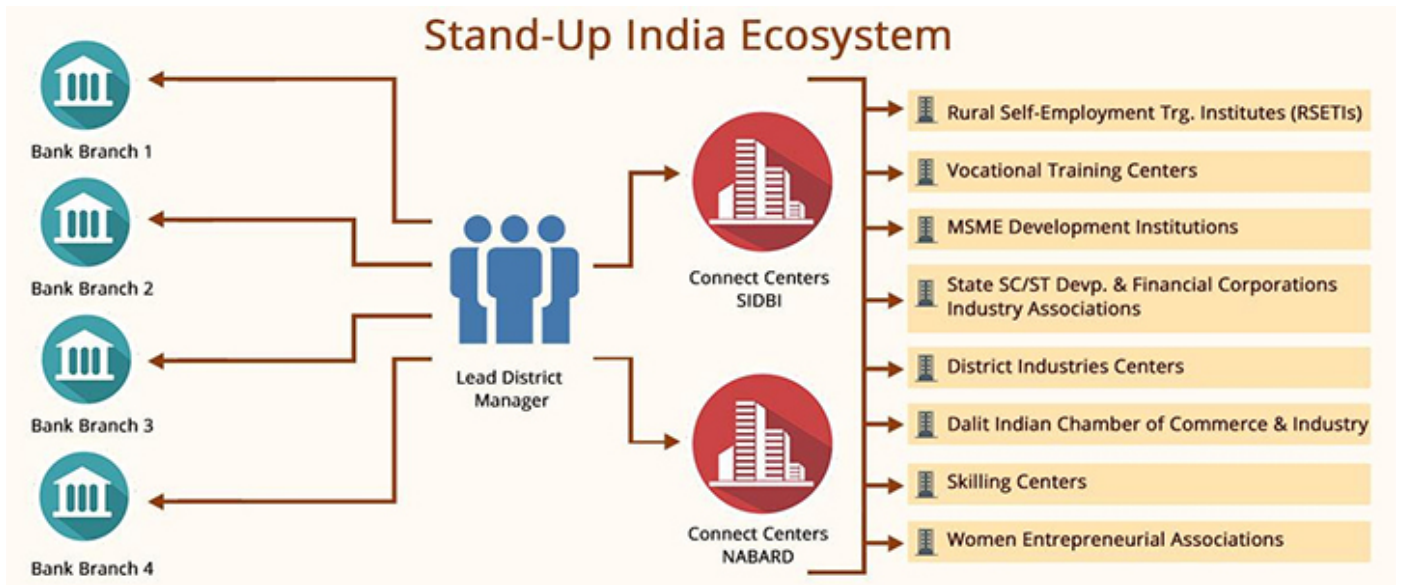 Stand-Up India Ecosystem
Bank Branch 1
Bank Branch 2
Bank Branch 3
Bank Branch 4
Lead District
Manager
Connect Centers
SIDBI
Connect Centers
NABARD
Rural Self-Employment Trg. Institutes (RSETIs)
Vocational Training Centers
MSME Development Institutions
State SC/ST Devp. & Financial Corporations
Industry Associations
District Industries Centers
Dalit Indian Chamber of Commerce & Industry
Skilling Centers
Women Entrepreneurial Associations